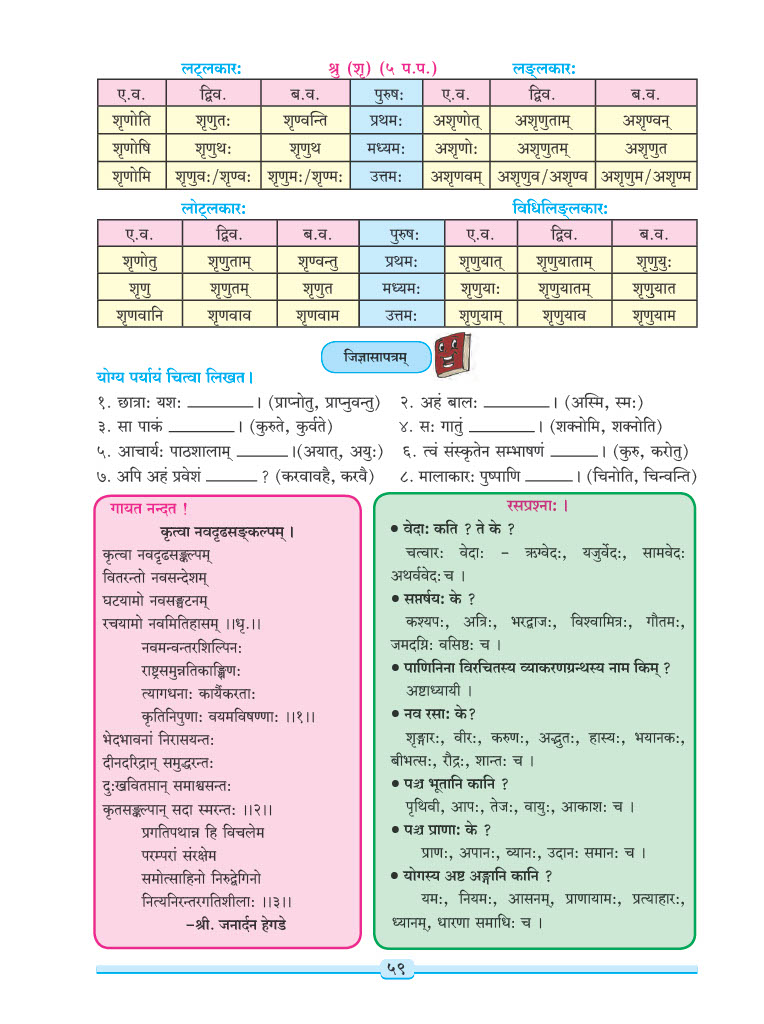 लट्लकार: श्रु (शृ) (५ प.प.) लङ्लकार:
ए.व. द्विव. ब.व. पुरुष: ए.व. द्विव. ब.व.
शृणोति शृणुत: शृण्वन्ति प्रथम: अशृणोत् अशृणुताम् अशृण्वन्
शृणोषि शृणुथ: शृणुथ मध्यम: अशृणो: अशृणुतम् अशृणुत
शृणोमि शृणुव:/शृण्व: शृणुम:/शृण्म: उत्तम: अशृणवम् अशृणुव/अशृण्व अशृणुम/अशृण्म
लोट्लकार: विधिलिङ्लकार:
ए.व. द्विव. ब.व. पुरुष: ए.व. द्विव. ब.व.
शृणोतु शृणुताम् शृण्वन्तु प्रथम: शृणुयात् शृणुयाताम् शृणुयु:
शृणु शृणुतम् शृणुत मध्यम: शृणुया: शृणुयातम् शृणुयात
शृणवानि शृणवाव शृणवाम उत्तम: शृणुयाम् शृणुयाव शृणुयाम
जिज्ञासापत्रम्
योग्य पर्यायं चित्वा लिखत।
१. छात्रा: यश: ________ । (प्राप्नोतु, प्राप्नुवन्तु) २. अहं बाल: ________ । (अस्मि, स्म:)
३. सा पाकं ________ । (कुरुते, कुर्वते) ४. स: गातुं ________ । (शक्नोमि, शक्नोति)
५. आचार्य: पाठशालाम् ________ ।(अयात्, अयु:) ६. त्वं संस्कृतेन सम्भाषणं ________ । (कुरु, करोतु)
७. अपि अहं प्रवेशं ________ ? (करवावहै, करवै) ८. मालाकार: पुष्पाणि ________ । (चिनोति, चिन्वन्ति)
गायत नन्दत !
कृत्वा नवदृढसङ्कल्पम् ।
कृत्वा नवदृढसङ्कल्पम्
वितरन्तो नवसन्देशम्
घटयामो नवसङ्घटनम्
रचयामो नवमितिहासम् ।।धृ.।।
नवमन्वन्तरशिल्पिन:
राष्ट्रसमुन्नतिकाङ्क्षिण:
त्यागधना: कार्यैकरता:
कृतिनिपुणा: वयमविषण्णा: ।।१।।
भेदभावनां निरासयन्त:
दीनदरिद्रान् समुद्धरन्त:
दु:खवितप्तान् समाश्वसन्त:
कृतसङ्कल्पान् सदा स्मरन्त: ।।२।।
प्रगतिपथान्न हि विचलेम
परम्परां संरक्षेम
समोत्साहिनो निरुद्वेगिनो
नित्यनिरन्तरगतिशीला: ।।३।।
–श्री. जनार्दन हेगडे
रसप्रश्ना: ।
• वेदा: कति ? ते के ?
चत्वार: वेदा: – ऋग्वेद:, यजुर्वेद:, सामवेद:
अथर्ववेद: च ।
• सप्तर्षय: के ?
कश्यप:, अत्रि:, भरद्वाज:, विश्वामित्र:, गौतम:,
जमदग्नि: वसिष्ठ: च ।
• पाणिनिना विरचितस्य व्याकरणग्रन्थस्य नाम किम् ?
अष्टाध्यायी ।
• नव रसा: के?
शृङ्गार:, वीर:, करुण:, अद्भुत:, हास्य:, भयानक:,
बीभत्स:, रौद्र:, शान्त: च ।
• पञ्च भूतानि कानि ?
पृथिवी, आप:, तेज:, वायु:, आकाश: च ।
• पञ्च प्राणा: के ?
प्राण:, अपान:, व्यान:, उदान: समान: च ।
• योगस्य अष्ट अङ्गानि कानि ?
यम:, नियम:, आसनम्, प्राणायाम:, प्रत्याहार:,
ध्यानम्, धारणा समाधि: च ।
५९